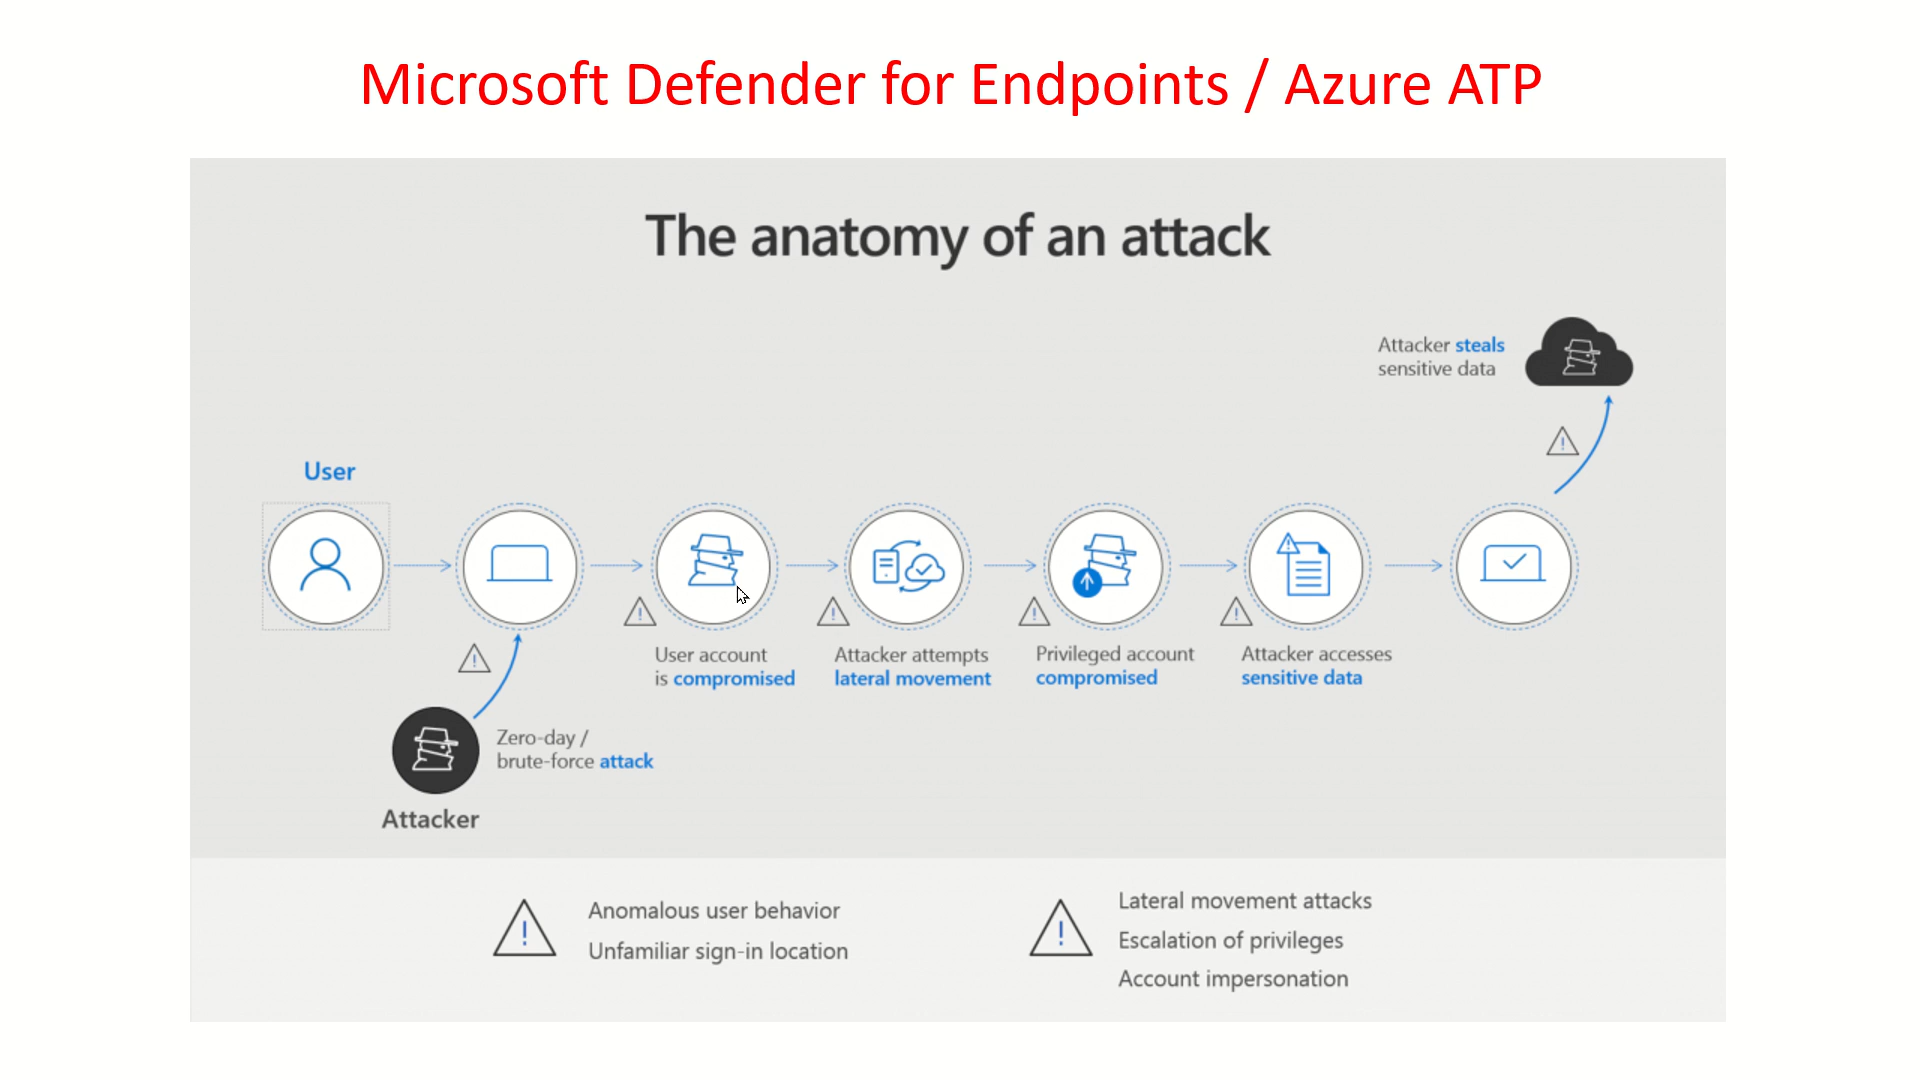 Microsoft Defender for Endpoints / Azure ATP
The anatomy of an attack
Attacker steals
sensitive data
User
User account
is compromised
Attacker attempts
lateral movement
Privileged account
compromised
Attacker accesses
sensitive data
Zero-day /
brute-force attack
Attacker
Anomalous user behavior
Unfamiliar sign-in location
Lateral movement attacks
Escalation of privileges
Account impersonation